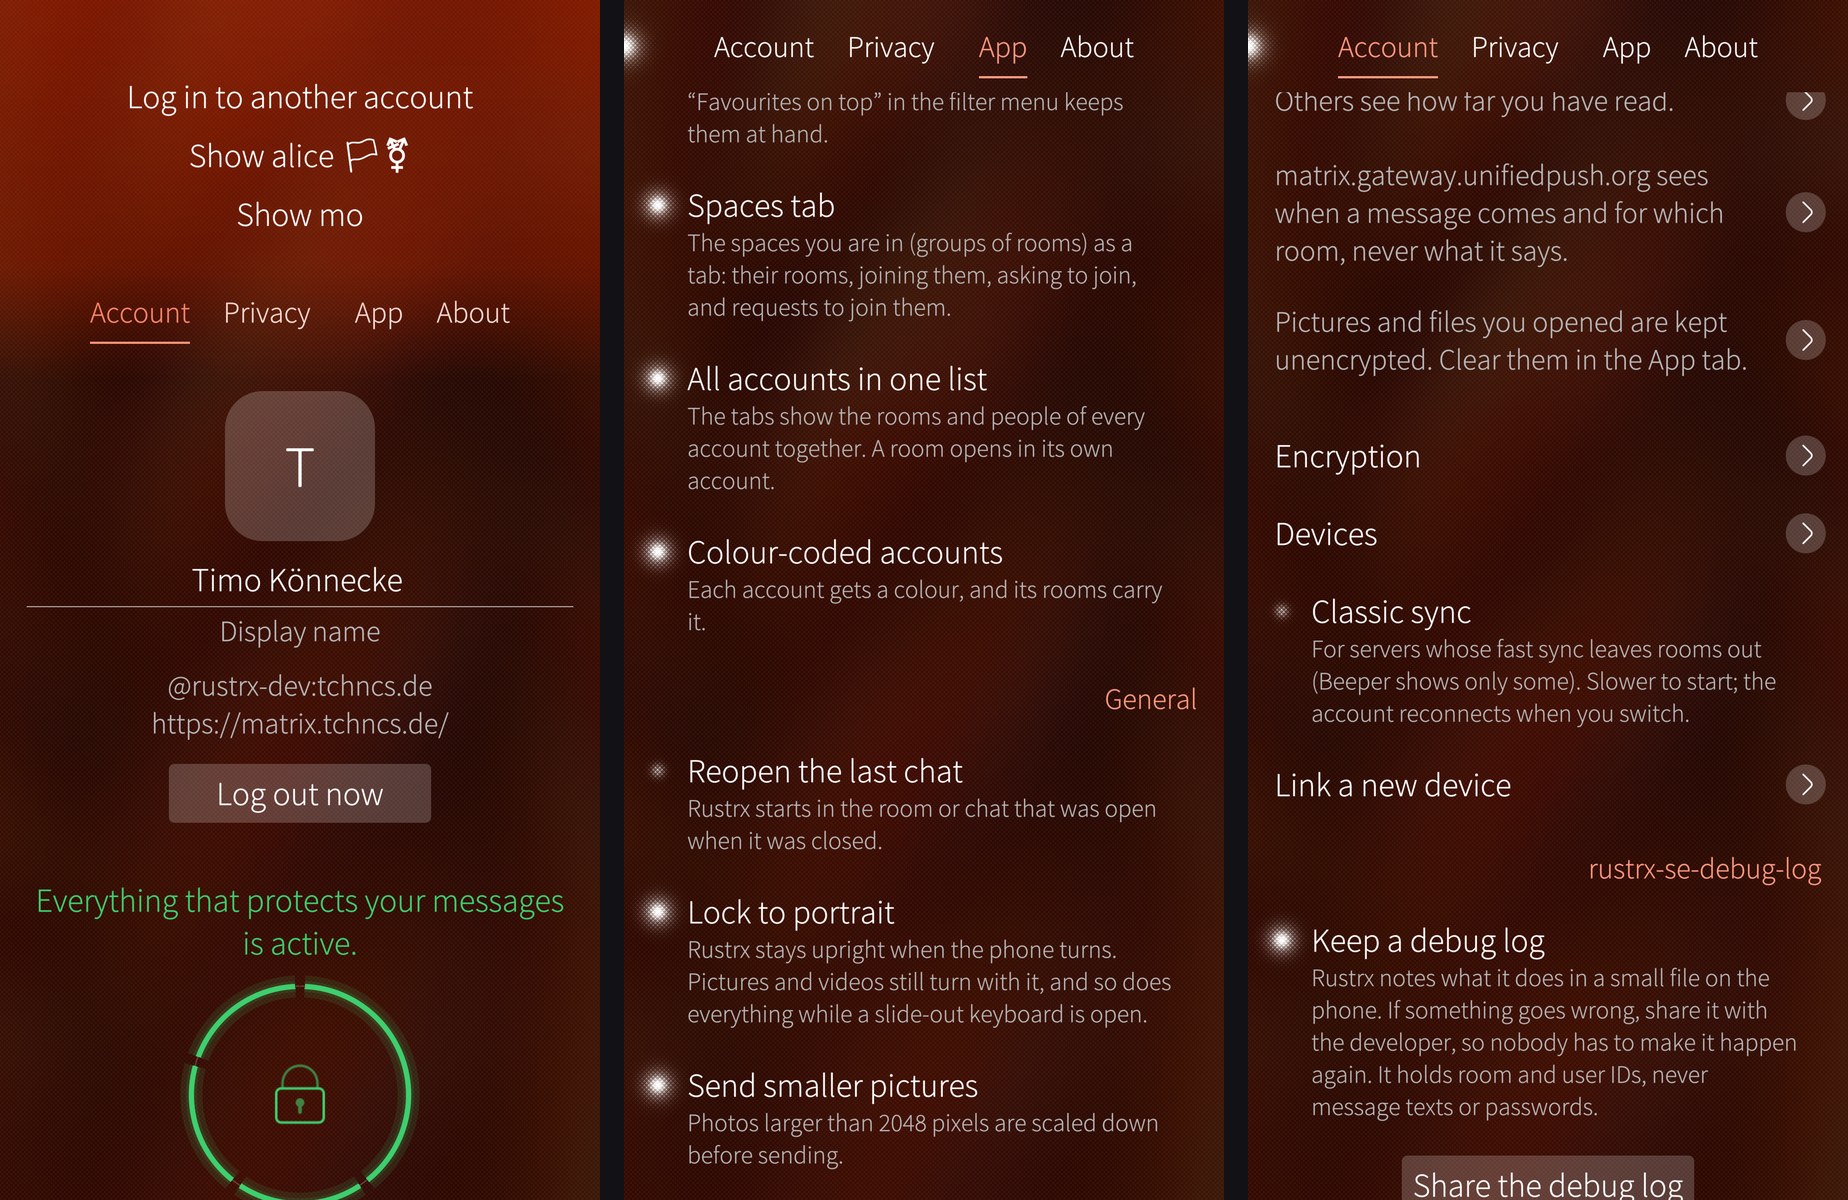 Log in to another account
Show alice 🏳⚧
Show mo
Account Privacy App About
T
Timo Könnecke
Display name
@rustrx-dev:tchncs.de
https://matrix.tchncs.de/
Log out now
Everything that protects your messages
is active.
Account Privacy App About
“Favourites on top” in the filter menu keeps
them at hand.
Spaces tab
The spaces you are in (groups of rooms) as a
tab: their rooms, joining them, asking to join,
and requests to join them.
All accounts in one list
The tabs show the rooms and people of every
account together. A room opens in its own
account.
Colour-coded accounts
Each account gets a colour, and its rooms carry
it.
General
Reopen the last chat
Rustrx starts in the room or chat that was open
when it was closed.
Lock to portrait
Rustrx stays upright when the phone turns.
Pictures and videos still turn with it, and so does
everything while a slide-out keyboard is open.
Send smaller pictures
Photos larger than 2048 pixels are scaled down
before sending.
Account Privacy App About
Others see how far you have read.
matrix.gateway.unifiedpush.org sees
when a message comes and for which
room, never what it says.
Pictures and files you opened are kept
unencrypted. Clear them in the App tab.
Encryption
Devices
Classic sync
For servers whose fast sync leaves rooms out
(Beeper shows only some). Slower to start; the
account reconnects when you switch.
Link a new device
rustrx-se-debug-log
Keep a debug log
Rustrx notes what it does in a small file on the
phone. If something goes wrong, share it with
the developer, so nobody has to make it happen
again. It holds room and user IDs, never
message texts or passwords.
Share the debug log